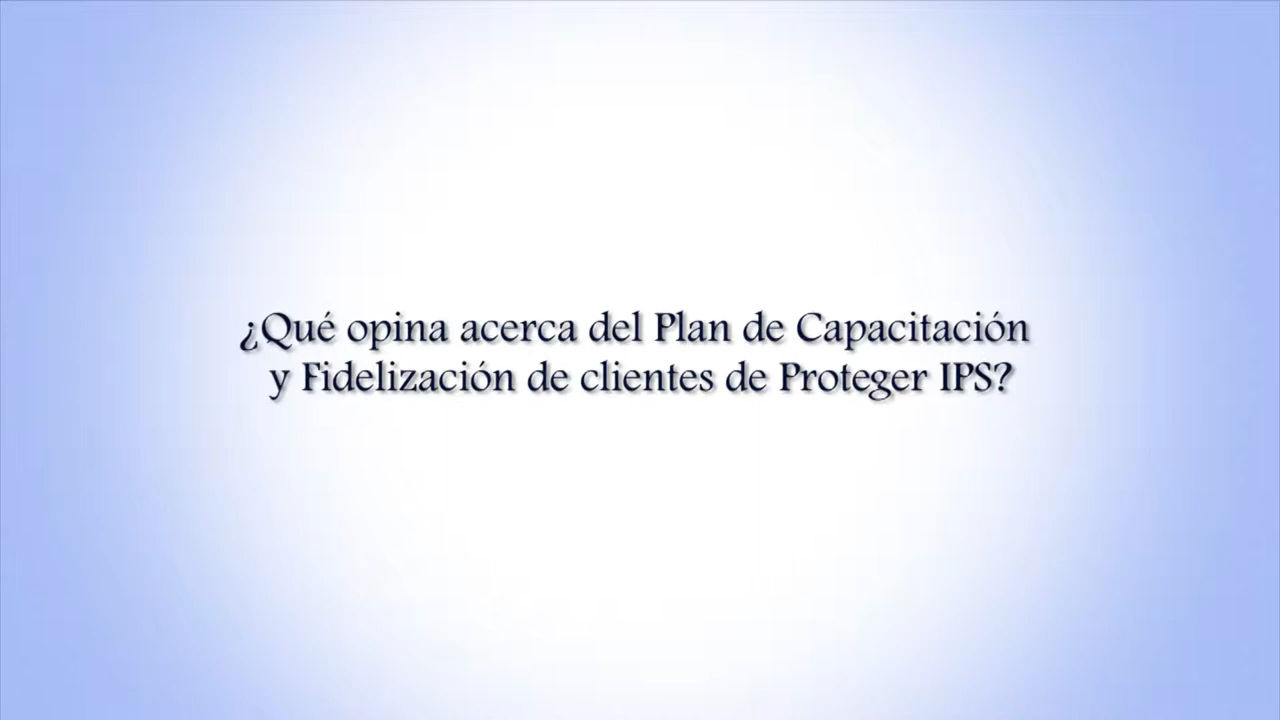 ¿Qué opina acerca del Plan de Capacitación
y Fidelización de clientes de Proteger IPS?